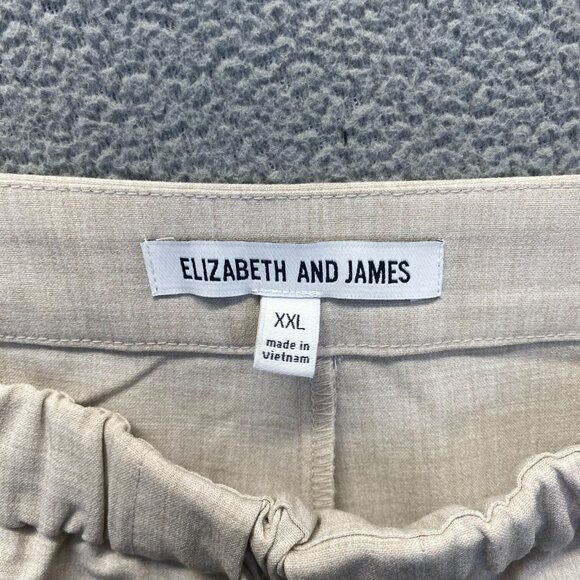 ELIZABETH AND JAMES
XXL
made in
vietnam